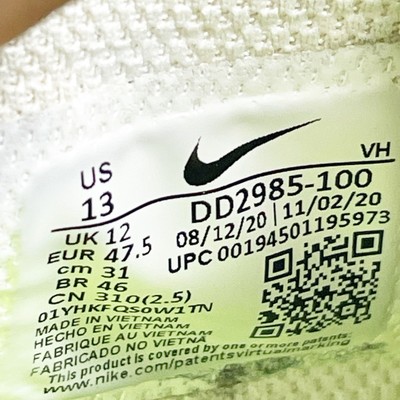 US
13
VH
DD2985-100
UK 12
08/12/20 | 11/02/20
EUR 47.5
UPC 00194501195973
cm 31
BR 46
CN 310(2.5)
01YHKFQS0W1TN
MADE IN VIETNAM
HECHO EN VIETNAM
FABRIQUE AU VIETNAM
FABRICADO NO VIETNA
This product is covered by one or more patents:
www.nike.com/patentsvirtualmarking